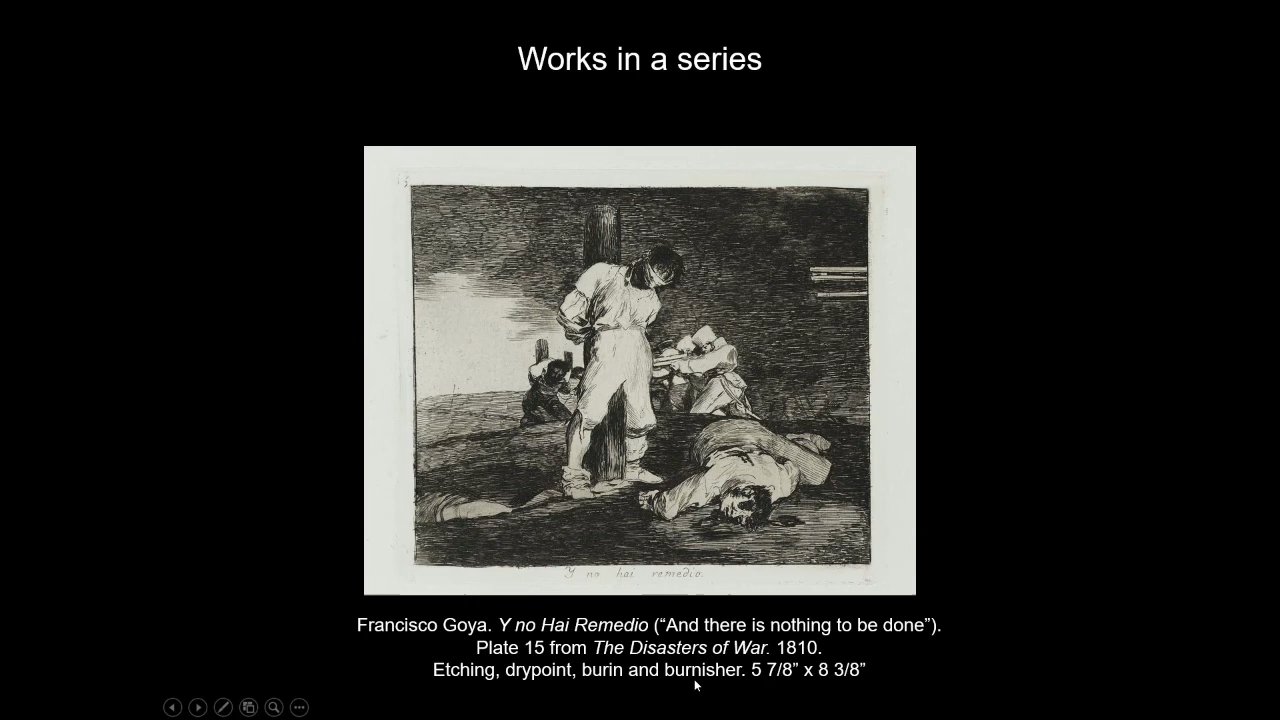 Works in a series
15
Y no hai remedio.
Francisco Goya. Y no Hai Remedio (“And there is nothing to be done”).
Plate 15 from The Disasters of War. 1810.
Etching, drypoint, burin and burnisher. 5 7/8” x 8 3/8”